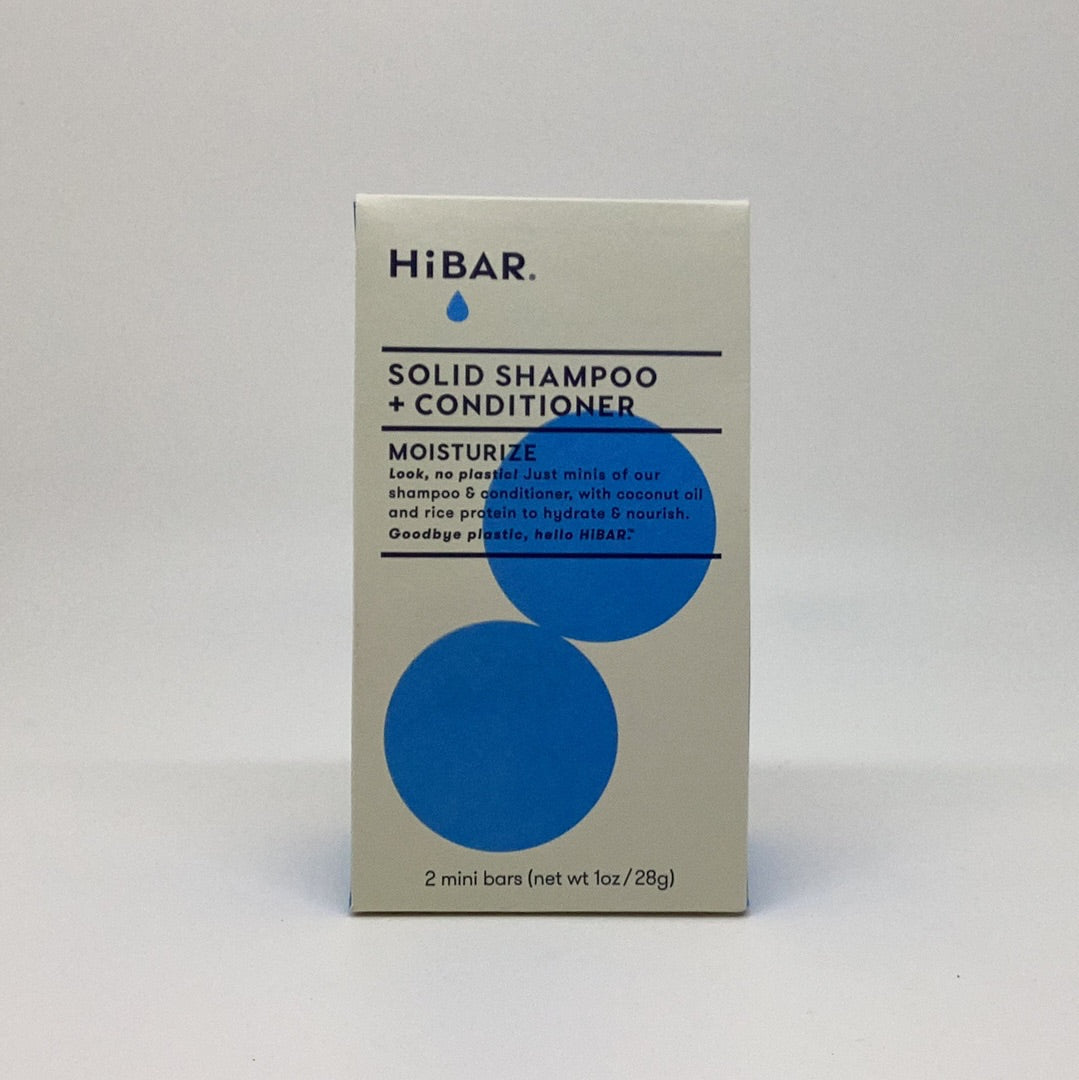 HiBAR®
SOLID SHAMPOO
+ CONDITIONER
MOISTURIZE
Look, no plastic! Just minis of our
shampoo & conditioner, with coconut oil
and rice protein to hydrate & nourish.
Goodbye plastic, hello HiBAR.™
2 mini bars (net wt 1oz/28g)